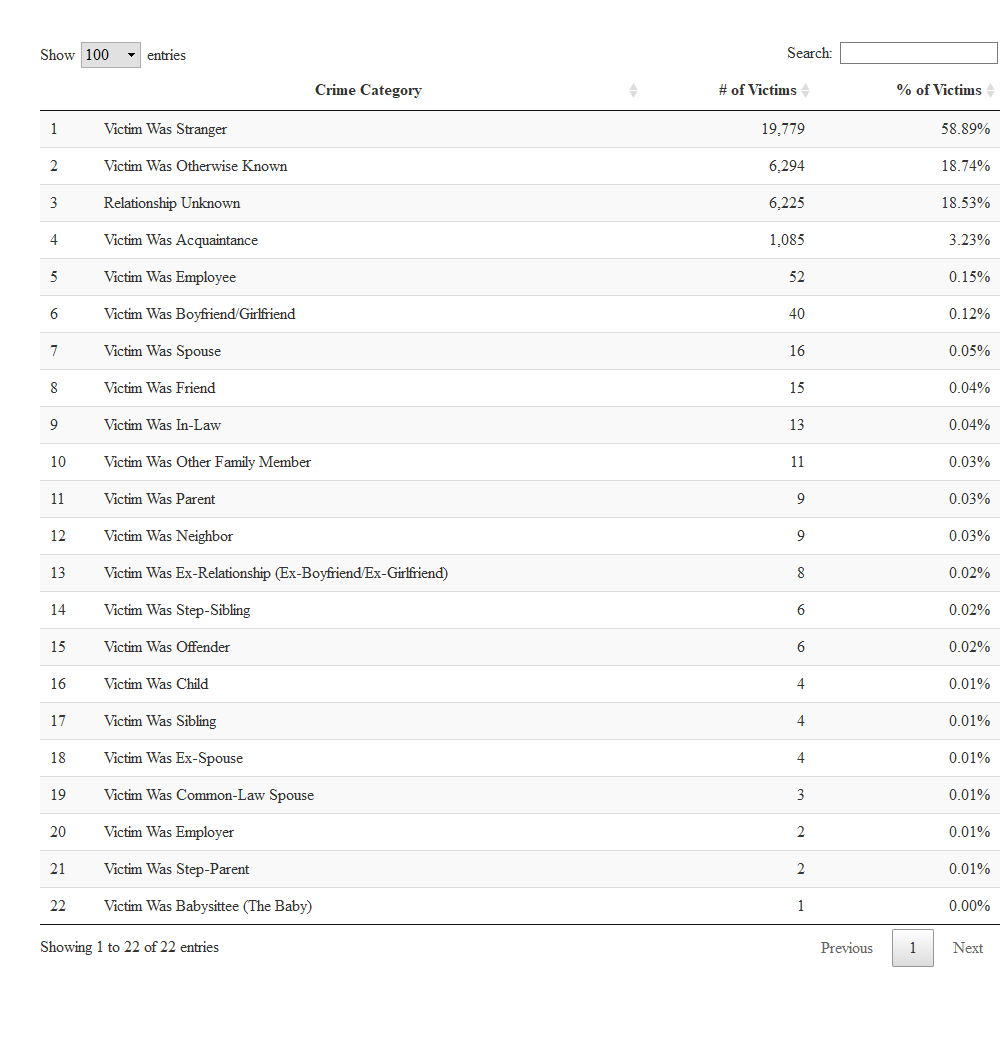 Show 100 entries Search:
Crime Category # of Victims % of Victims
1 Victim Was Stranger 19,779 58.89%
2 Victim Was Otherwise Known 6,294 18.74%
3 Relationship Unknown 6,225 18.53%
4 Victim Was Acquaintance 1,085 3.23%
5 Victim Was Employee 52 0.15%
6 Victim Was Boyfriend/Girlfriend 40 0.12%
7 Victim Was Spouse 16 0.05%
8 Victim Was Friend 15 0.04%
9 Victim Was In-Law 13 0.04%
10 Victim Was Other Family Member 11 0.03%
11 Victim Was Parent 9 0.03%
12 Victim Was Neighbor 9 0.03%
13 Victim Was Ex-Relationship (Ex-Boyfriend/Ex-Girlfriend) 8 0.02%
14 Victim Was Step-Sibling 6 0.02%
15 Victim Was Offender 6 0.02%
16 Victim Was Child 4 0.01%
17 Victim Was Sibling 4 0.01%
18 Victim Was Ex-Spouse 4 0.01%
19 Victim Was Common-Law Spouse 3 0.01%
20 Victim Was Employer 2 0.01%
21 Victim Was Step-Parent 2 0.01%
22 Victim Was Babysittee (The Baby) 1 0.00%
Showing 1 to 22 of 22 entries Previous 1 Next